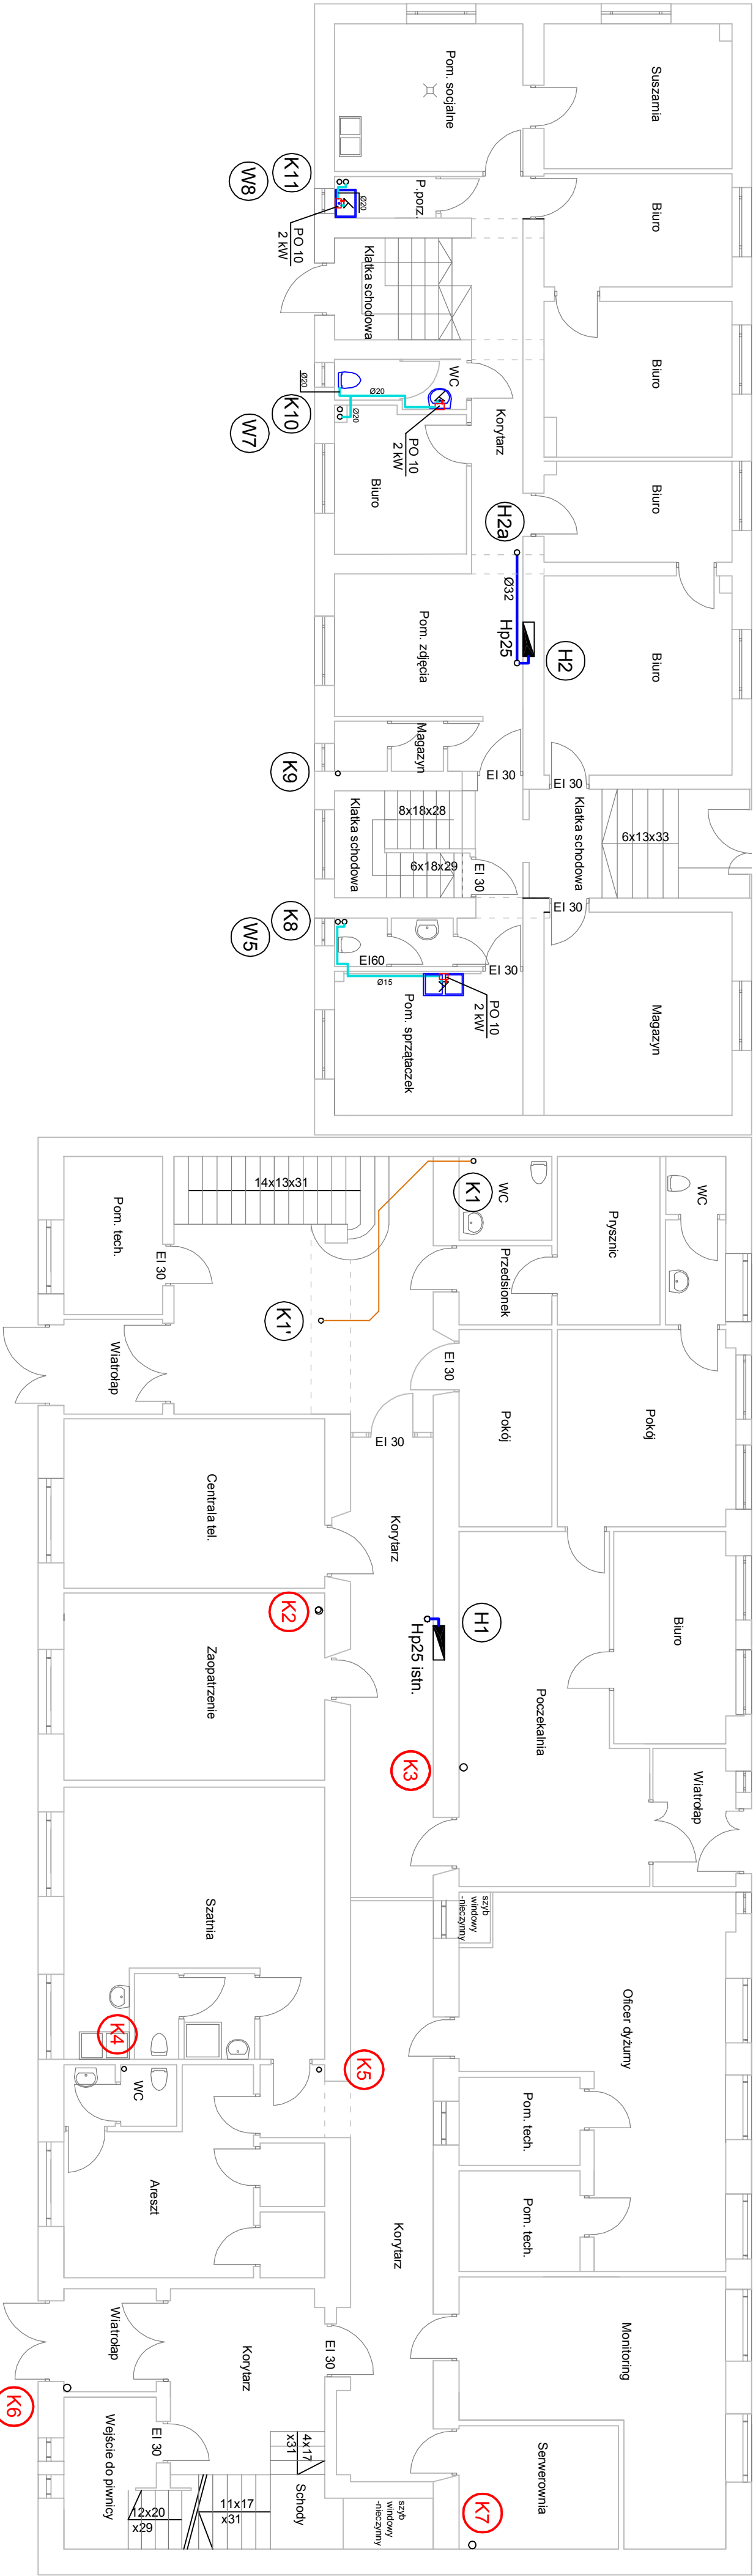 Suszarnia
Pom. socjalne
Biuro
P.porz.
K11
W8
Ø20
PO 10
2 kW
Klatka schodowa
Biuro
WC
Ø20
Ø20
Ø20
K10
W7
PO 10
2 kW
Korytarz
Biuro
Biuro
H2a
Ø32
Hp25
H2
Biuro
Pom. zdjęcia
Magazyn
K9
EI 30
EI 30
Klatka schodowa
8x18x28
6x18x29
Klatka schodowa
6x13x33
EI 30
EI 30
K8
W5
EI60
EI 30
Ø15
PO 10
2 kW
Pom. sprzątaczek
Magazyn
14x13x31
K1
WC
WC
Prysznic
Przedsionek
Pom. tech.
EI 30
K1'
Wiatrołap
EI 30
Pokój
Pokój
EI 30
Centrala tel.
Korytarz
K2
H1
Hp25 istn.
Biuro
Zaopatrzenie
Poczekalnia
K3
Wiatrołap
Szatnia
szyb
windowy
-nieczynny
Oficer dyżurny
K4
K5
WC
Pom. tech.
Areszt
Pom. tech.
Korytarz
Wiatrołap
Korytarz
EI 30
Monitoring
K6
Wejście do piwnicy
EI 30
4x17
x31
Schody
11x17
x31
12x20
x29
szyb
windowy
-nieczynny
Serwerownia
K7